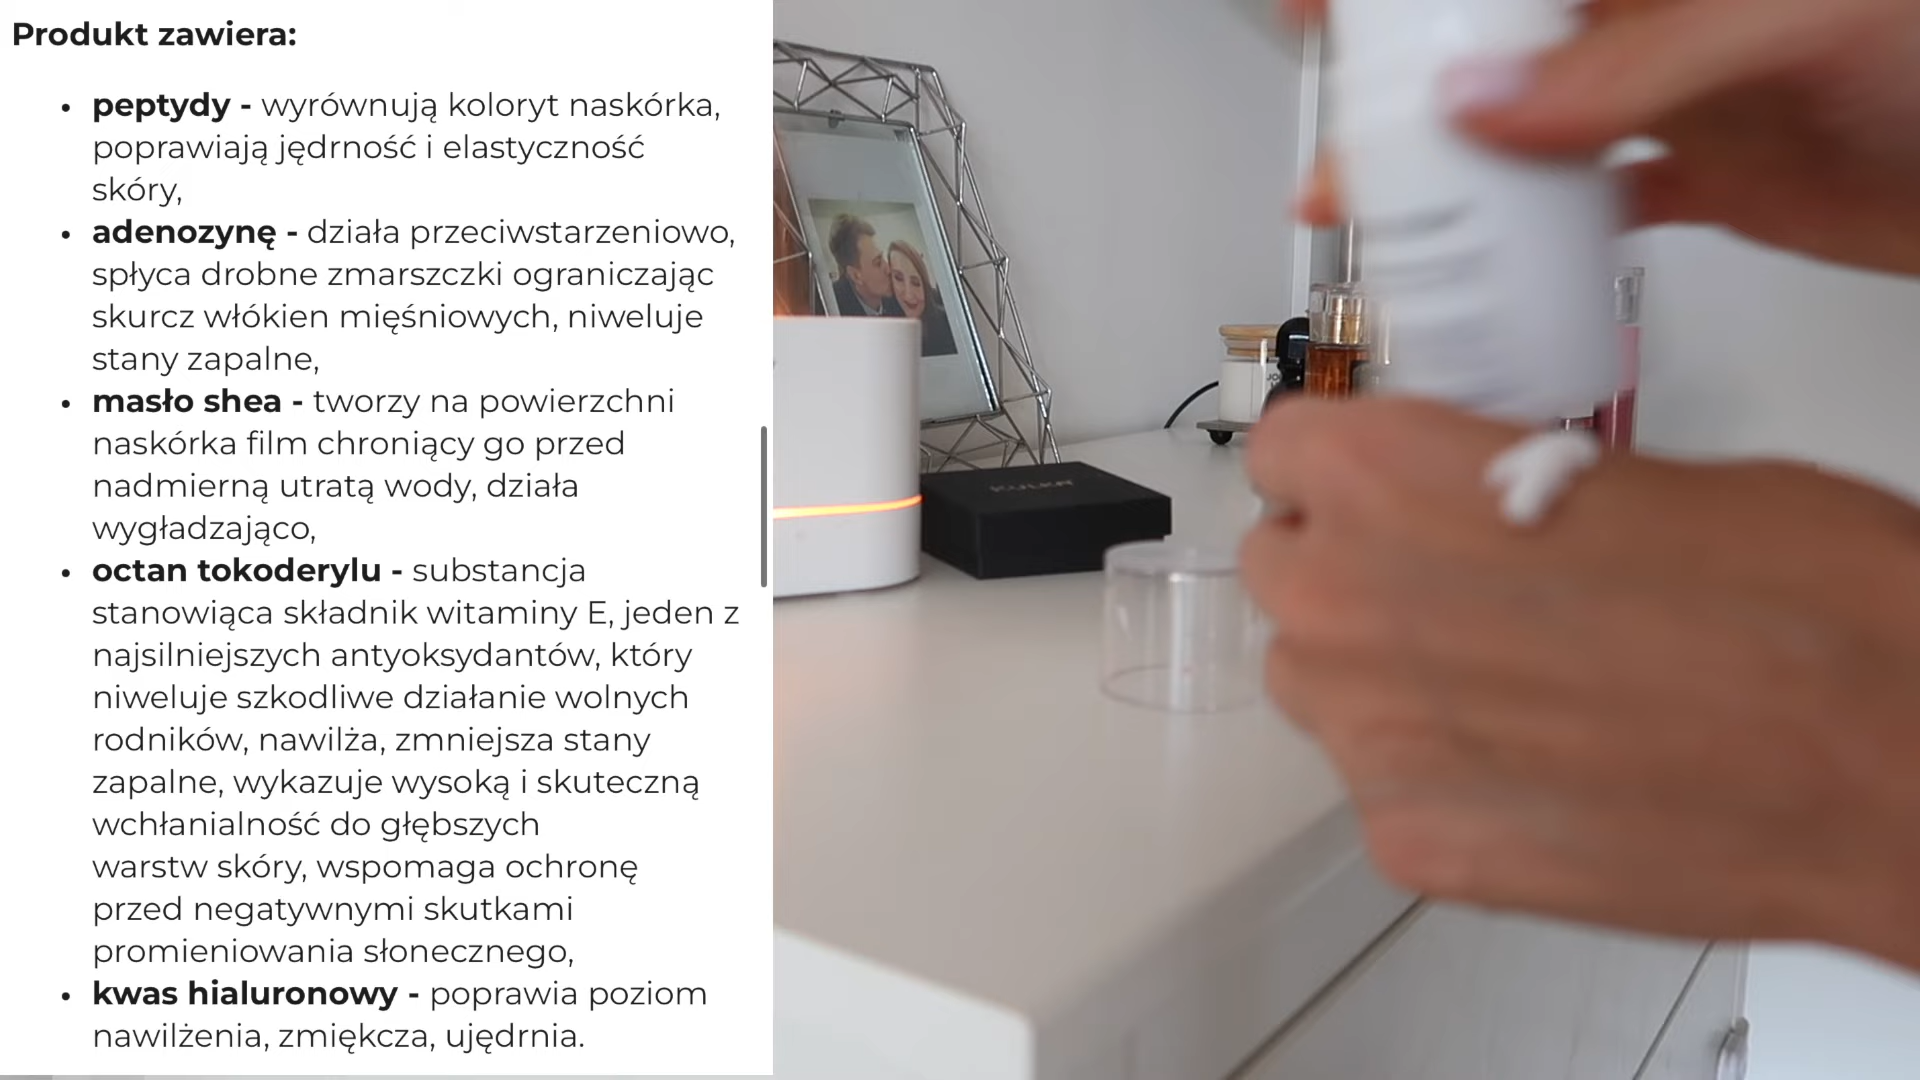 Produkt zawiera:
• peptydy - wyrównują koloryt naskórka,
poprawiają jędrność i elastyczność
skóry,
• adenozynę - działa przeciwstarzeniowo,
spłyca drobne zmarszczki ograniczając
skurcz włókien mięśniowych, niweluje
stany zapalne,
• masło shea - tworzy na powierzchni
naskórka film chroniący go przed
nadmierną utratą wody, działa
wygładzająco,
• octan tokoderylu - substancja
stanowiąca składnik witaminy E, jeden z
najsilniejszych antyoksydantów, który
niweluje szkodliwe działanie wolnych
rodników, nawilża, zmniejsza stany
zapalne, wykazuje wysoką i skuteczną
wchłanialność do głębszych
warstw skóry, wspomaga ochronę
przed negatywnymi skutkami
promieniowania słonecznego,
• kwas hialuronowy - poprawia poziom
nawilżenia, zmiękcza, ujędrnia.